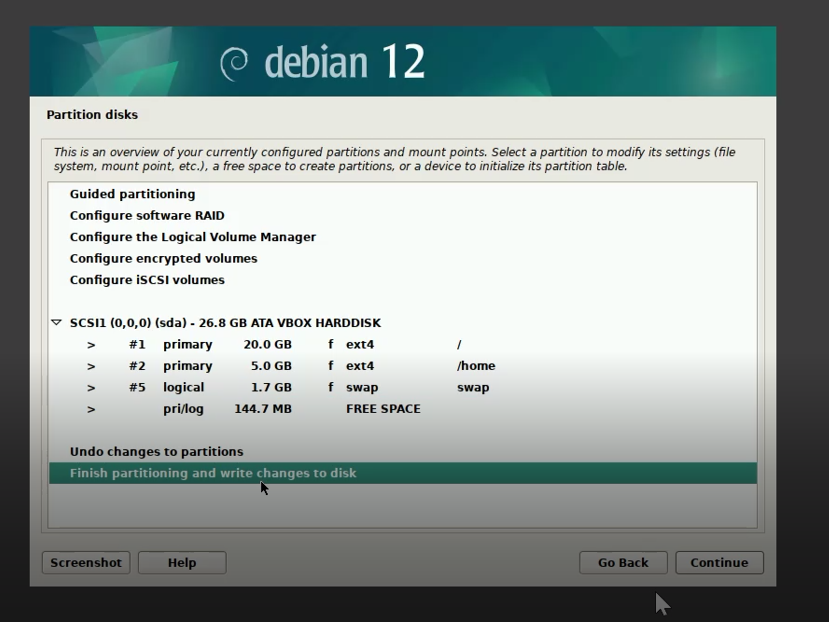 debian 12
Partition disks
This is an overview of your currently configured partitions and mount points. Select a partition to modify its settings (file
system, mount point, etc.), a free space to create partitions, or a device to initialize its partition table.
Guided partitioning
Configure software RAID
Configure the Logical Volume Manager
Configure encrypted volumes
Configure iSCSI volumes
SCSI1 (0,0,0) (sda) - 26.8 GB ATA VBOX HARDDISK
> #1 primary 20.0 GB f ext4 /
> #2 primary 5.0 GB f ext4 /home
> #5 logical 1.7 GB f swap swap
> pri/log 144.7 MB FREE SPACE
Undo changes to partitions
Finish partitioning and write changes to disk
Screenshot Help Go Back Continue